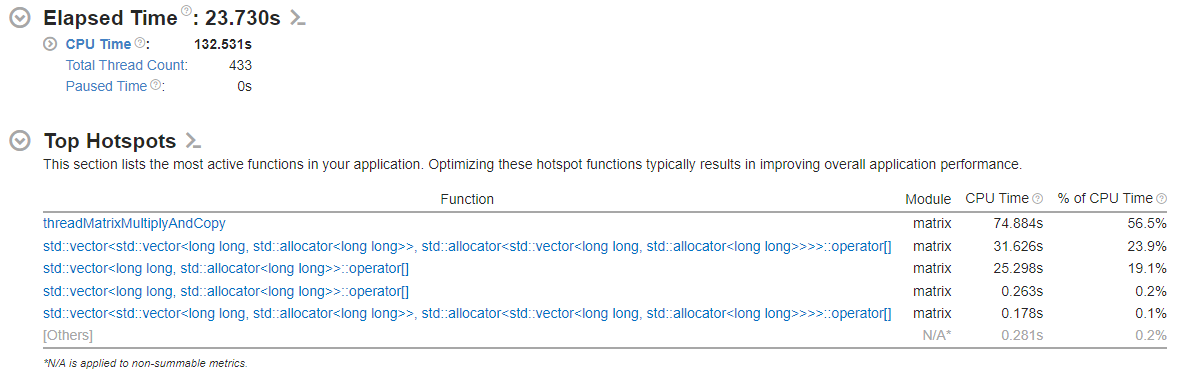 Elapsed Time ?: 23.730s
CPU Time ?: 132.531s
Total Thread Count: 433
Paused Time ?: 0s
Top Hotspots
This section lists the most active functions in your application. Optimizing these hotspot functions typically results in improving overall application performance.
Function Module CPU Time ? % of CPU Time ?
threadMatrixMultiplyAndCopy matrix 74.884s 56.5%
std::vector<std::vector<long long, std::allocator<long long>>, std::allocator<std::vector<long long, std::allocator<long long>>>>::operator[] matrix 31.626s 23.9%
std::vector<long long, std::allocator<long long>>::operator[] matrix 25.298s 19.1%
std::vector<long long, std::allocator<long long>>::operator[] matrix 0.263s 0.2%
std::vector<std::vector<long long, std::allocator<long long>>, std::allocator<std::vector<long long, std::allocator<long long>>>>::operator[] matrix 0.178s 0.1%
[Others] N/A* 0.281s 0.2%
*N/A is applied to non-summable metrics.